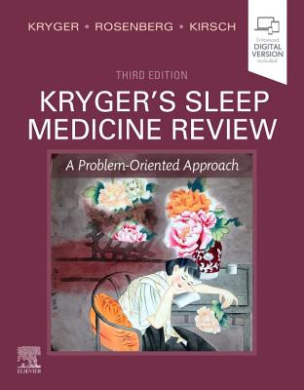 KRYGER • ROSENBERG • KIRSCH
Enhanced
DIGITAL
VERSION
Included
THIRD EDITION
KRYGER'S SLEEP
MEDICINE REVIEW
A Problem-Oriented Approach
ELSEVIER